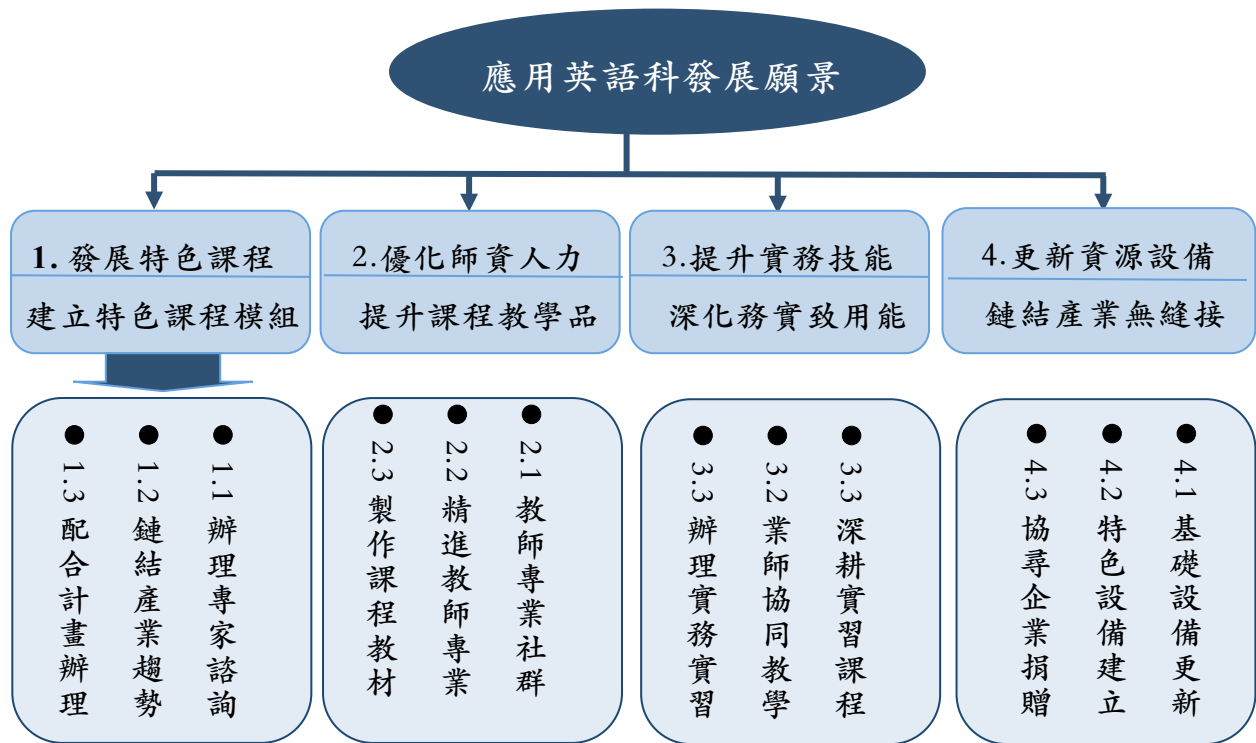 應用英語科發展願景
1.發展特色課程
建立特色課程模組
2.優化師資人力
提升課程教學品
3.提升實務技能
深化務實致用能
4.更新資源設備
鏈結產業無縫接
● 1.1 辦理專家諮詢
● 1.2 鏈結產業趨勢
● 1.3 配合計畫辦理
● 2.1 教師專業社群
● 2.2 精進教師專業
● 2.3 製作課程教材
● 3.3 深耕實習課程
● 3.2 業師協同教學
● 3.3 辦理實務實習
● 4.1 基礎設備更新
● 4.2 特色設備建立
● 4.3 協尋企業捐贈